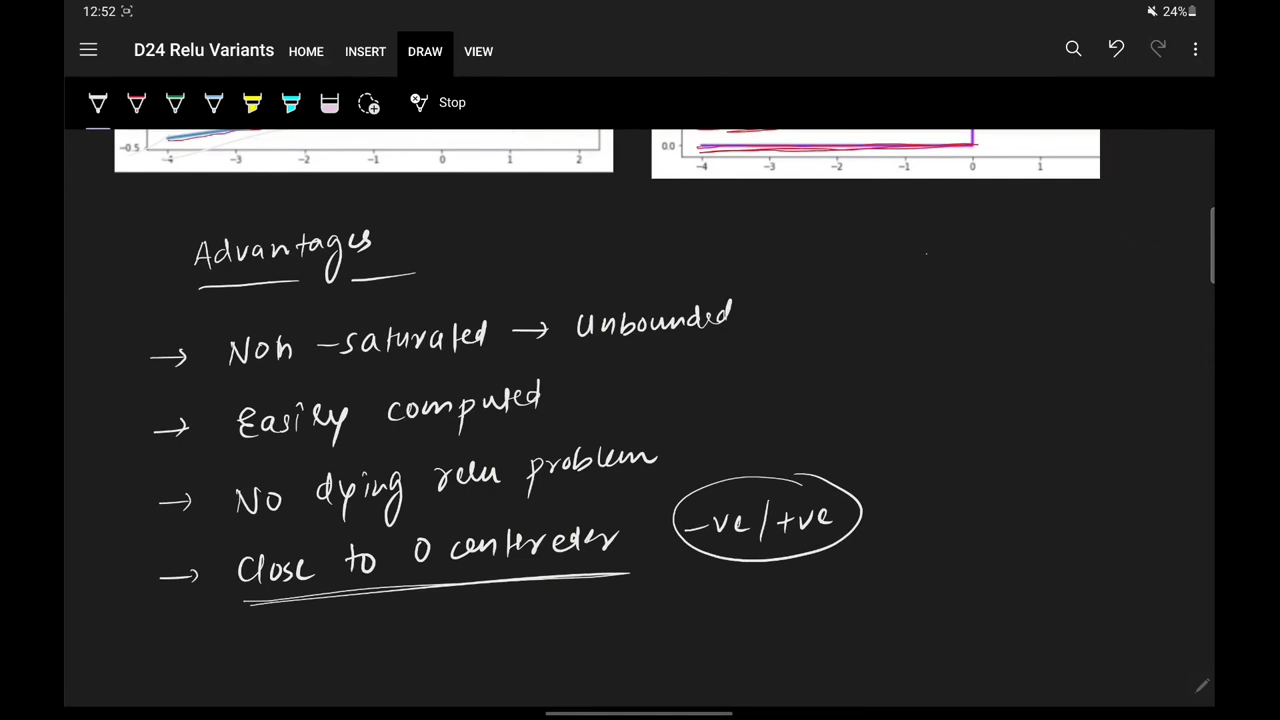 12:52 24%
D24 Relu Variants HOME INSERT DRAW VIEW
Stop
-0.5 -4 -3 -2 -1 0 1 2
0.0 -4 -3 -2 -1 0 1
Advantages
→ Non-saturated → Unbounded
→ Easily computed
→ No dying relu problem
-ve/+ve
→ Close to 0 centereder